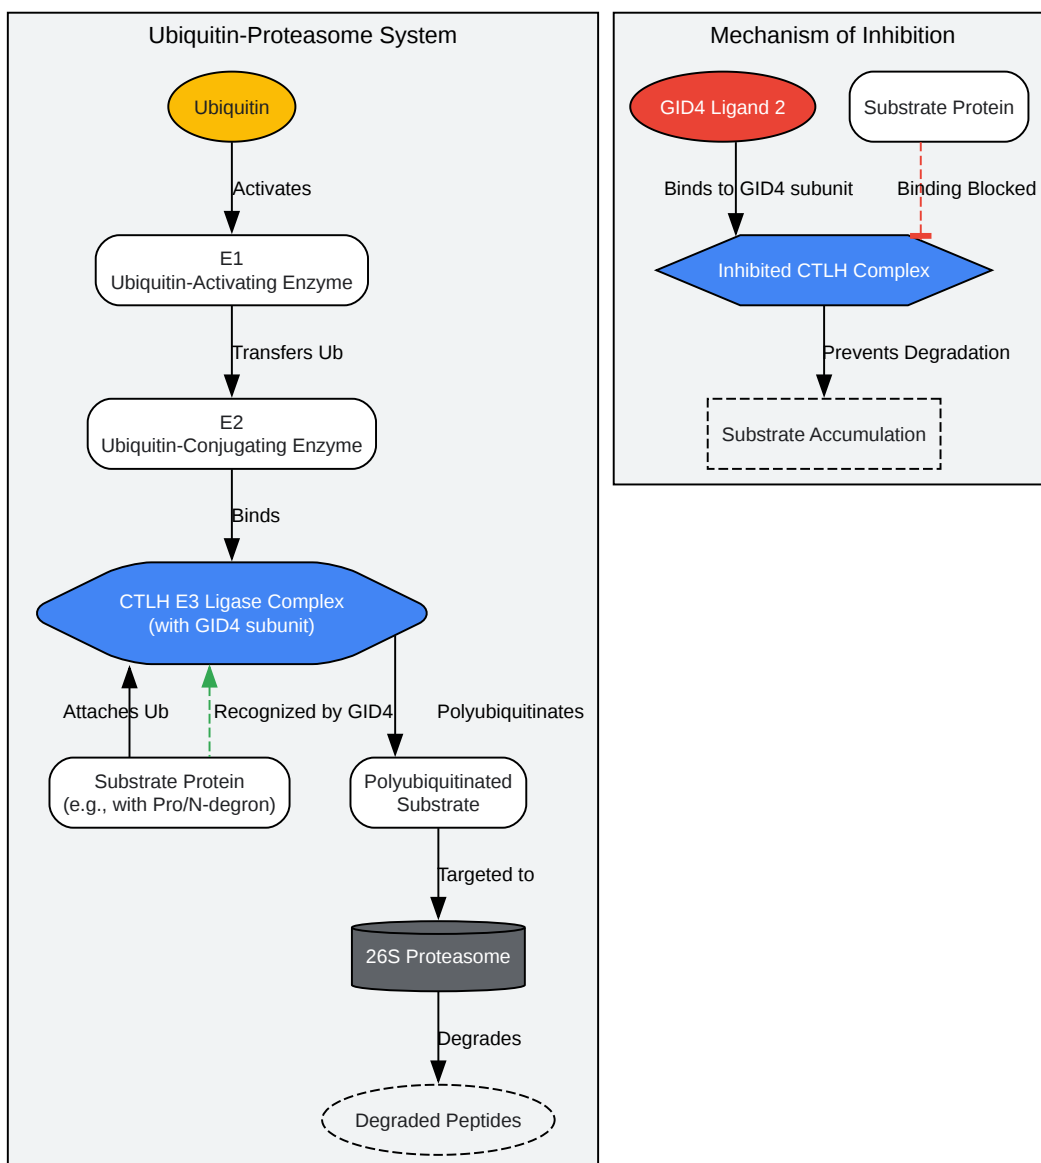 Ubiquitin-Proteasome System
Ubiquitin
Activates
E1
Ubiquitin-Activating Enzyme
Transfers Ub
E2
Ubiquitin-Conjugating Enzyme
Binds
CTLH E3 Ligase Complex
(with GID4 subunit)
Attaches Ub
Recognized by GID4
Polyubiquitinates
Substrate Protein
(e.g., with Pro/N-degron)
Polyubiquitinated
Substrate
Targeted to
26S Proteasome
Degrades
Degraded Peptides
Mechanism of Inhibition
GID4 Ligand 2
Substrate Protein
Binds to GID4 subunit
Binding Blocked
Inhibited CTLH Complex
Prevents Degradation
Substrate Accumulation